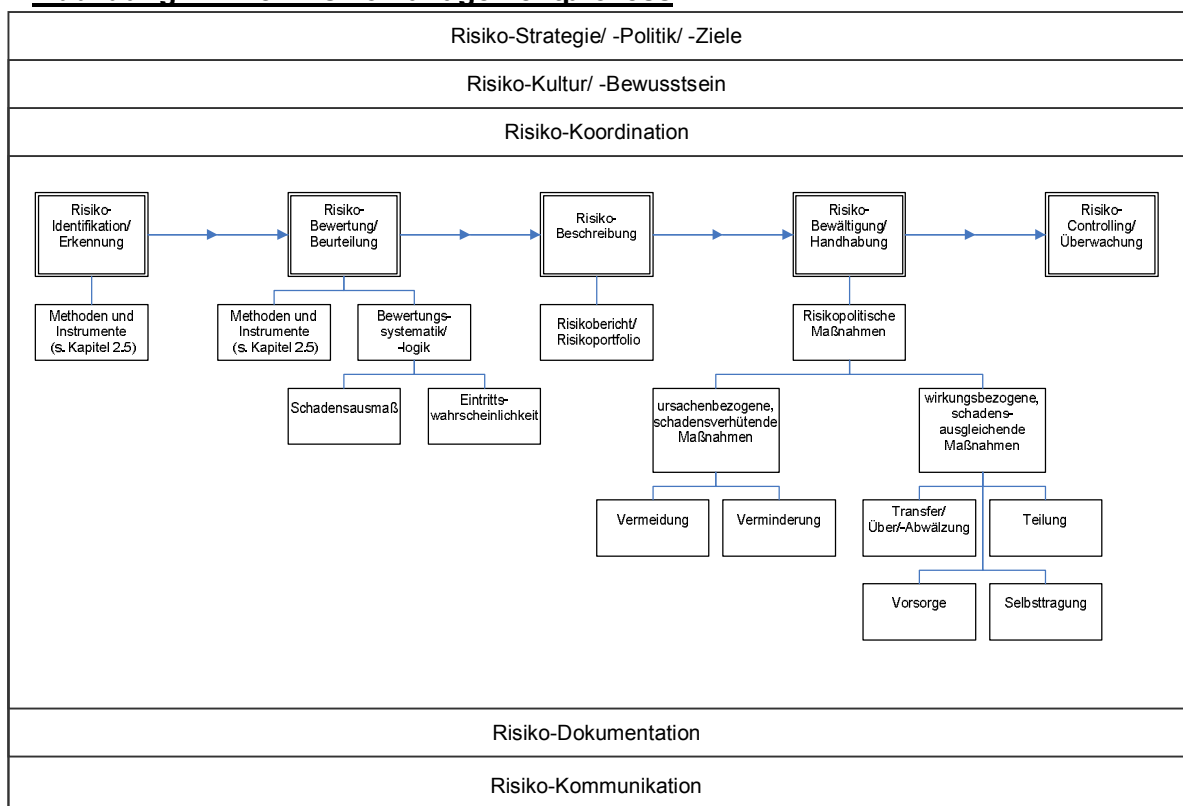 Risiko-Strategie/ -Politik/ -Ziele
Risiko-Kultur/ -Bewusstsein
Risiko-Koordination
Risiko-
Identifikation/
Erkennung
Risiko-
Bewertung/
Beurteilung
Risiko-
Beschreibung
Risiko-
Bewältigung/
Handhabung
Risiko-
Controlling/
Überwachung
Methoden und
Instrumente
(s. Kapitel 2.5)
Methoden und
Instrumente
(s. Kapitel 2.5)
Bewertungs-
systematik/
-logik
Risikobericht/
Risikoportfolio
Risikopolitische
Maßnahmen
Schadensausmaß
Eintritts-
wahrscheinlichkeit
ursachenbezogene,
schadensverhütende
Maßnahmen
wirkungsbezogene,
schadens-
ausgleichende
Maßnahmen
Vermeidung
Verminderung
Transfer/
Über/-Abwälzung
Teilung
Vorsorge
Selbsttragung
Risiko-Dokumentation
Risiko-Kommunikation